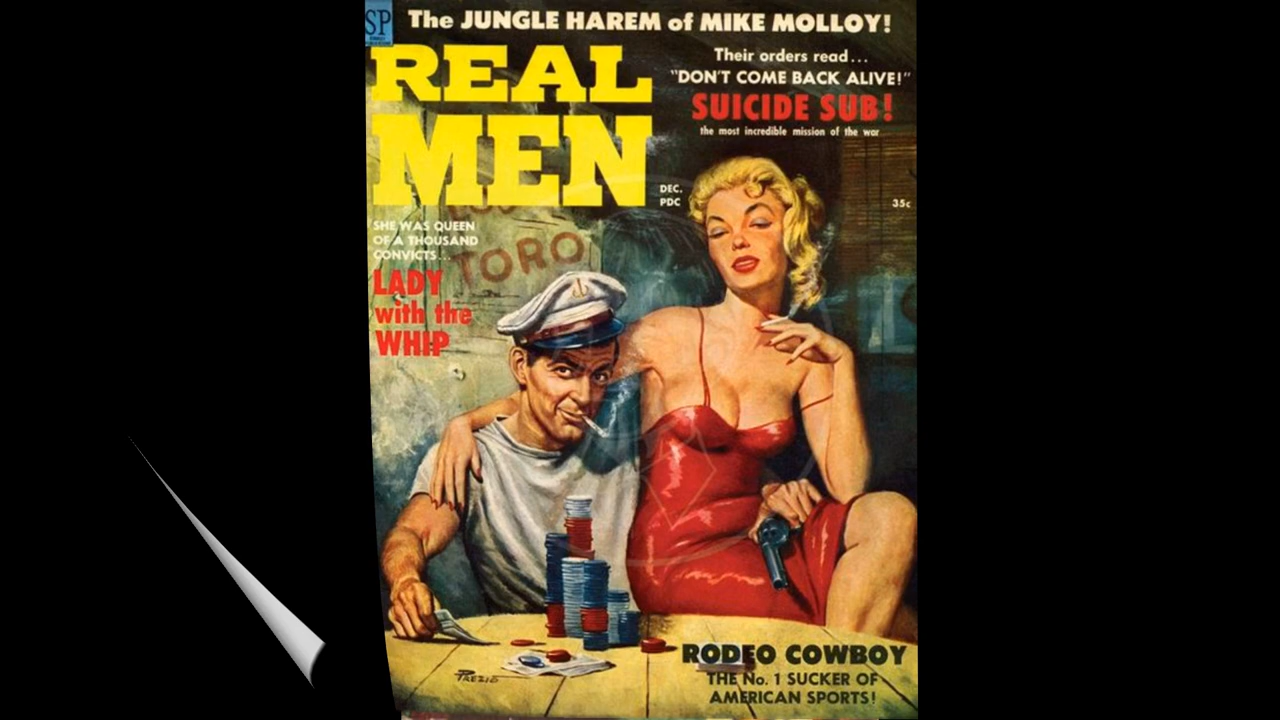 SP
The JUNGLE HAREM of MIKE MOLLOY!
REAL
MEN
Their orders read...
"DON'T COME BACK ALIVE!"
SUICIDE SUB!
the most incredible mission of the war
DEC.
PDC
35c
SHE WAS QUEEN
OF A THOUSAND
CONVICTS...
LADY
with the
WHIP
TORO
PREZIO
RODEO COWBOY
THE No. 1 SUCKER OF
AMERICAN SPORTS!